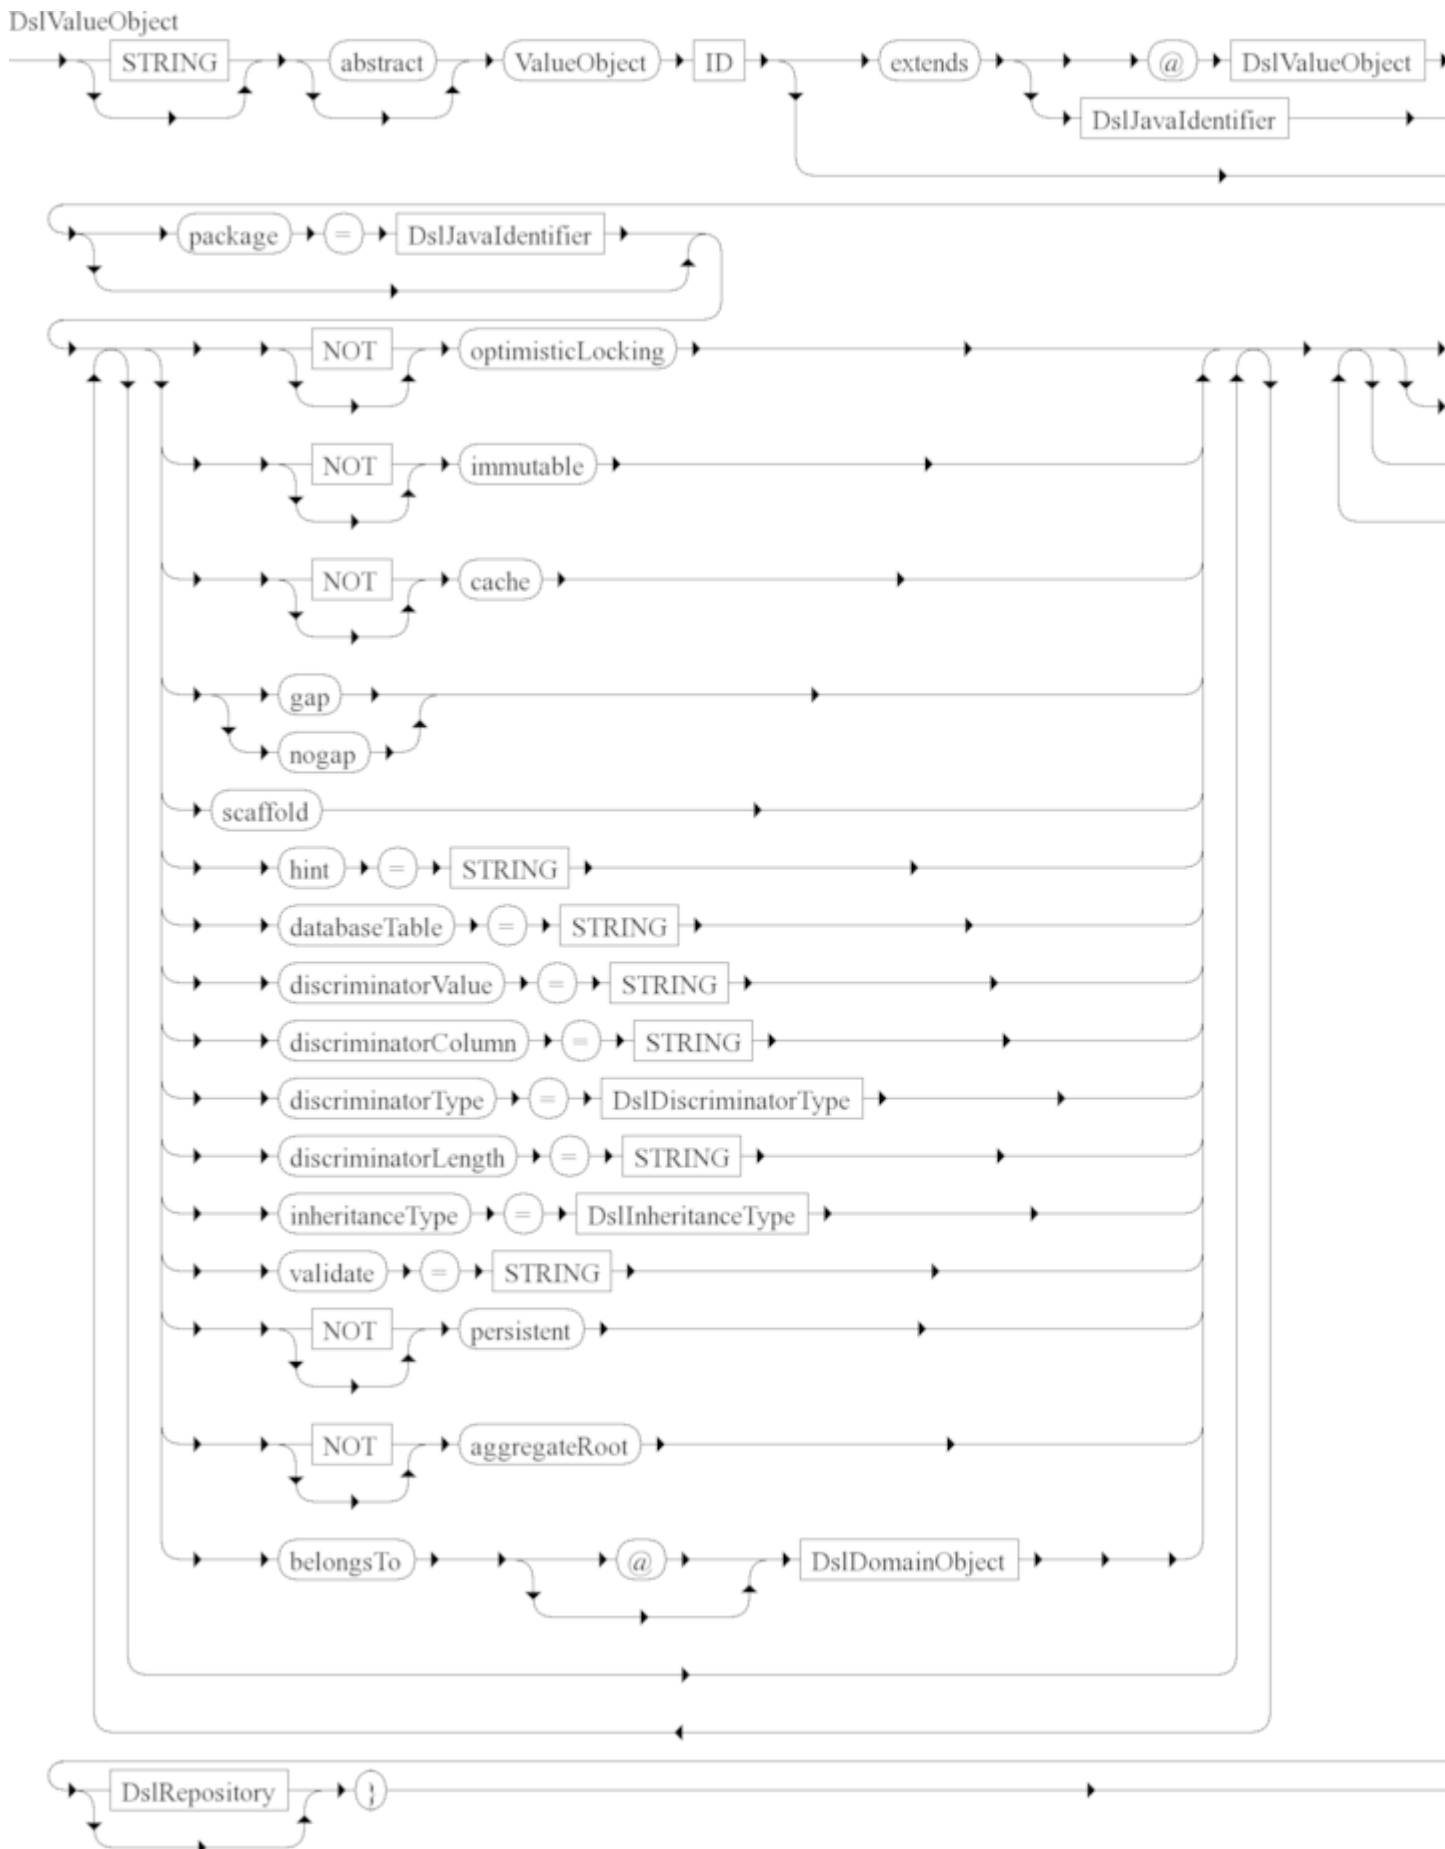 DslValueObject
STRING abstract ValueObject ID extends @ DslValueObject
DslJavaIdentifier
package = DslJavaIdentifier
NOT optimisticLocking
NOT immutable
NOT cache
gap
nogap
scaffold
hint = STRING
databaseTable = STRING
discriminatorValue = STRING
discriminatorColumn = STRING
discriminatorType = DslDiscriminatorType
discriminatorLength = STRING
inheritanceType = DslInheritanceType
validate = STRING
NOT persistent
NOT aggregateRoot
belongsTo @ DslDomainObject
DslRepository }